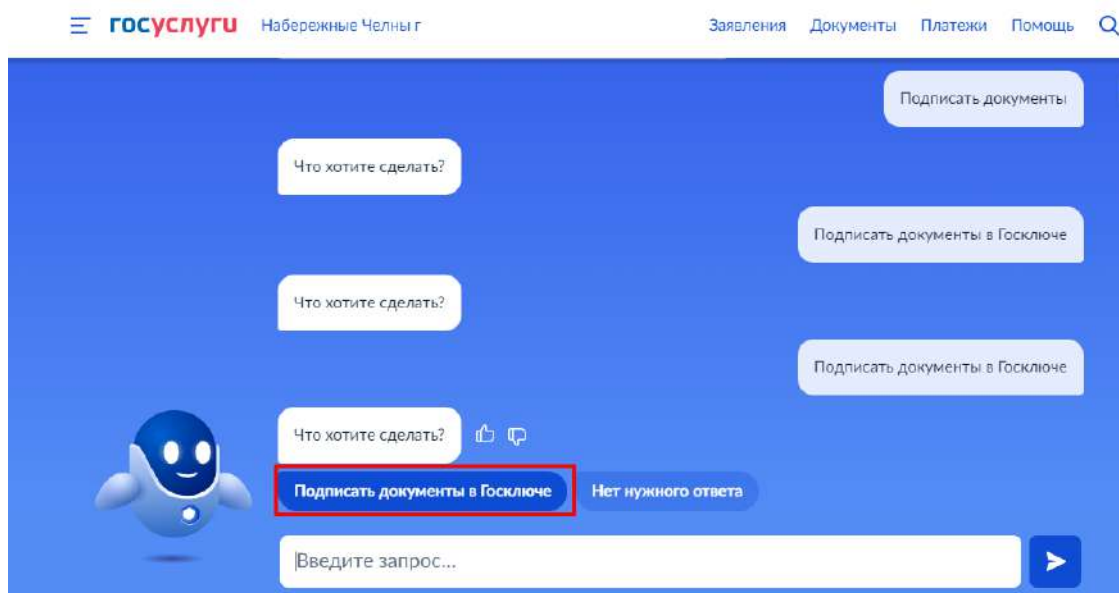 госуслуги Набережные Челны г Заявления Документы Платежи Помощь
Подписать документы
Что хотите сделать?
Подписать документы в Госключе
Что хотите сделать?
Подписать документы в Госключе
Что хотите сделать?
Подписать документы в Госключе Нет нужного ответа
Введите запрос...